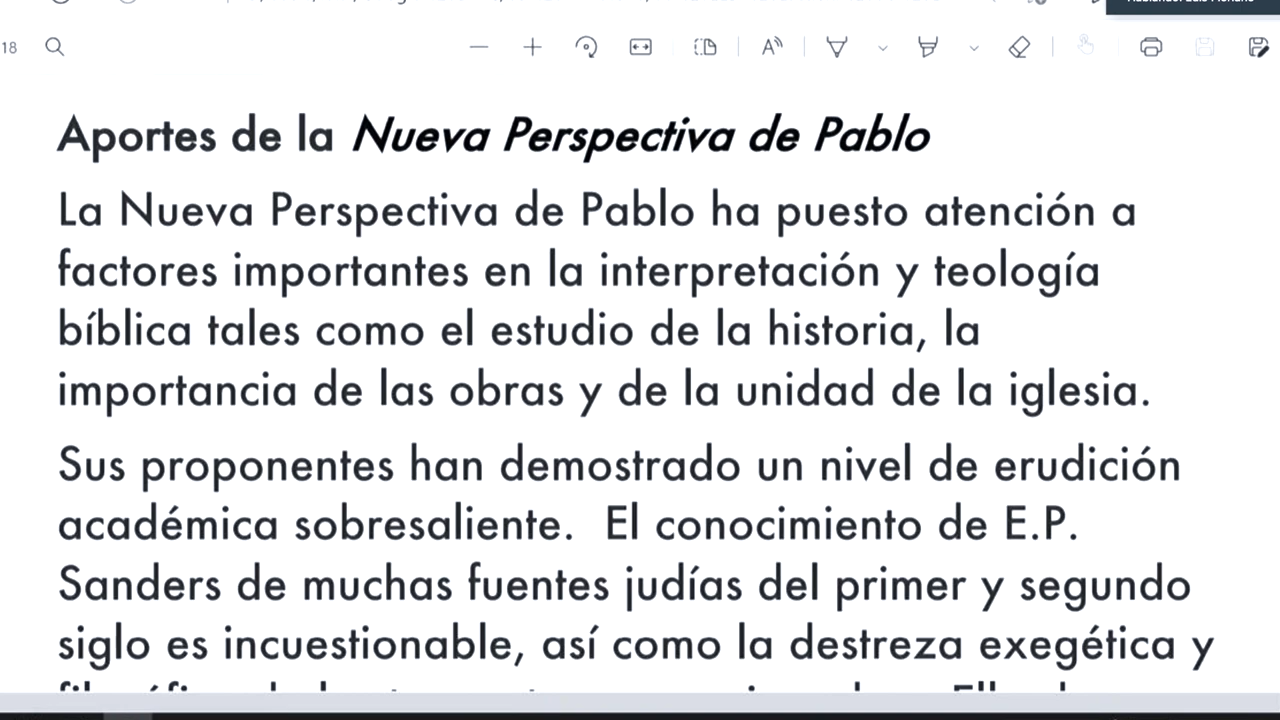 18
Aportes de la Nueva Perspectiva de Pablo
La Nueva Perspectiva de Pablo ha puesto atención a
factores importantes en la interpretación y teología
bíblica tales como el estudio de la historia, la
importancia de las obras y de la unidad de la iglesia.
Sus proponentes han demostrado un nivel de erudición
académica sobresaliente.  El conocimiento de E.P.
Sanders de muchas fuentes judías del primer y segundo
siglo es incuestionable, así como la destreza exegética y